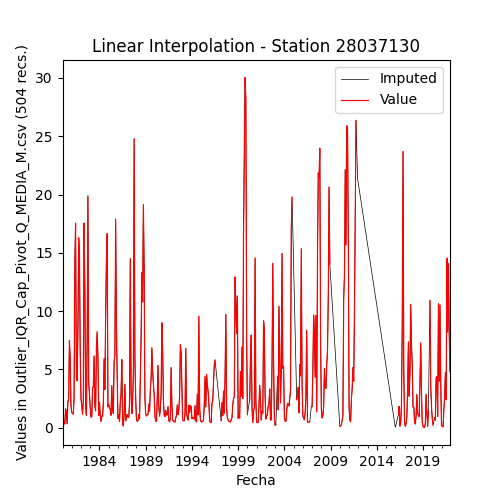 Linear Interpolation - Station 28037130
Values in Outlier_IQR_Cap_Pivot_Q_MEDIA_M.csv (504 recs.)
30
25
20
15
10
5
0
Imputed
Value
1984 1989 1994 1999 2004 2009 2014 2019
Fecha